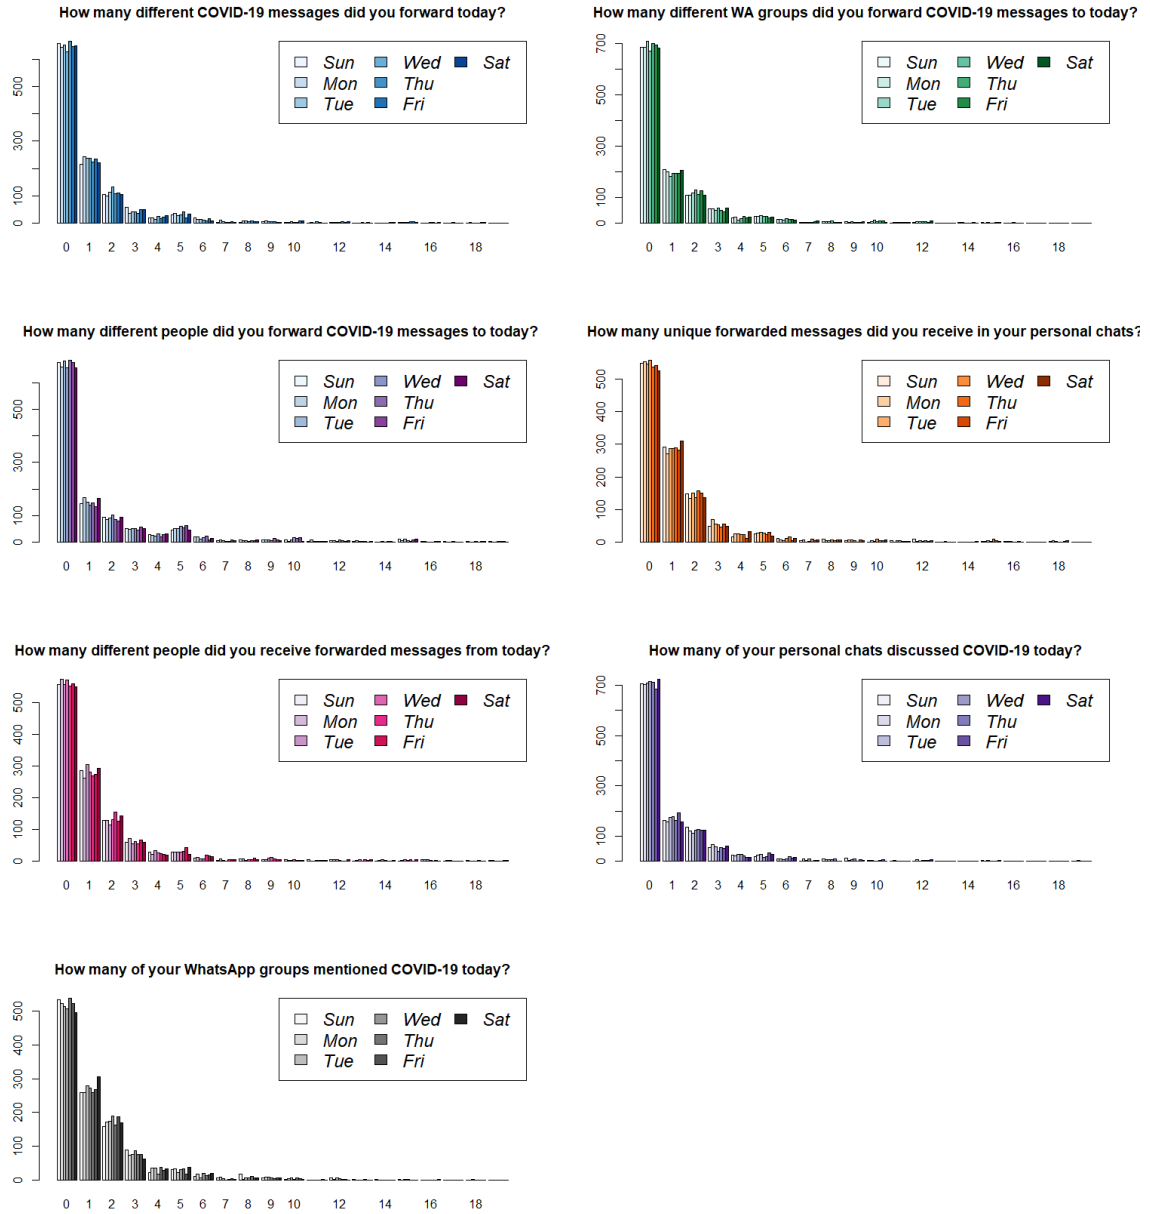 How many different COVID-19 messages did you forward today?
100 300 500
Sun Wed Sat
Mon Thu
Tue Fri
0 1 2 3 4 5 6 7 8 9 10 12 14 16 18
How many different WA groups did you forward COVID-19 messages to today?
100 300 500 700
Sun Wed Sat
Mon Thu
Tue Fri
0 1 2 3 4 5 6 7 8 9 10 12 14 16 18
How many different people did you forward COVID-19 messages to today?
0 100 300 500
Sun Wed Sat
Mon Thu
Tue Fri
0 1 2 3 4 5 6 7 8 9 10 12 14 16 18
How many unique forwarded messages did you receive in your personal chats?
0 100 200 300 400 500
Sun Wed Sat
Mon Thu
Tue Fri
0 1 2 3 4 5 6 7 8 9 10 12 14 16 18
How many different people did you receive forwarded messages from today?
0 100 200 300 400 500
Sun Wed Sat
Mon Thu
Tue Fri
0 1 2 3 4 5 6 7 8 9 10 12 14 16 18
How many of your personal chats discussed COVID-19 today?
0 100 300 500 700
Sun Wed Sat
Mon Thu
Tue Fri
0 1 2 3 4 5 6 7 8 9 10 12 14 16 18
How many of your WhatsApp groups mentioned COVID-19 today?
0 100 200 300 400 500
Sun Wed Sat
Mon Thu
Tue Fri
0 1 2 3 4 5 6 7 8 9 10 12 14 16 18